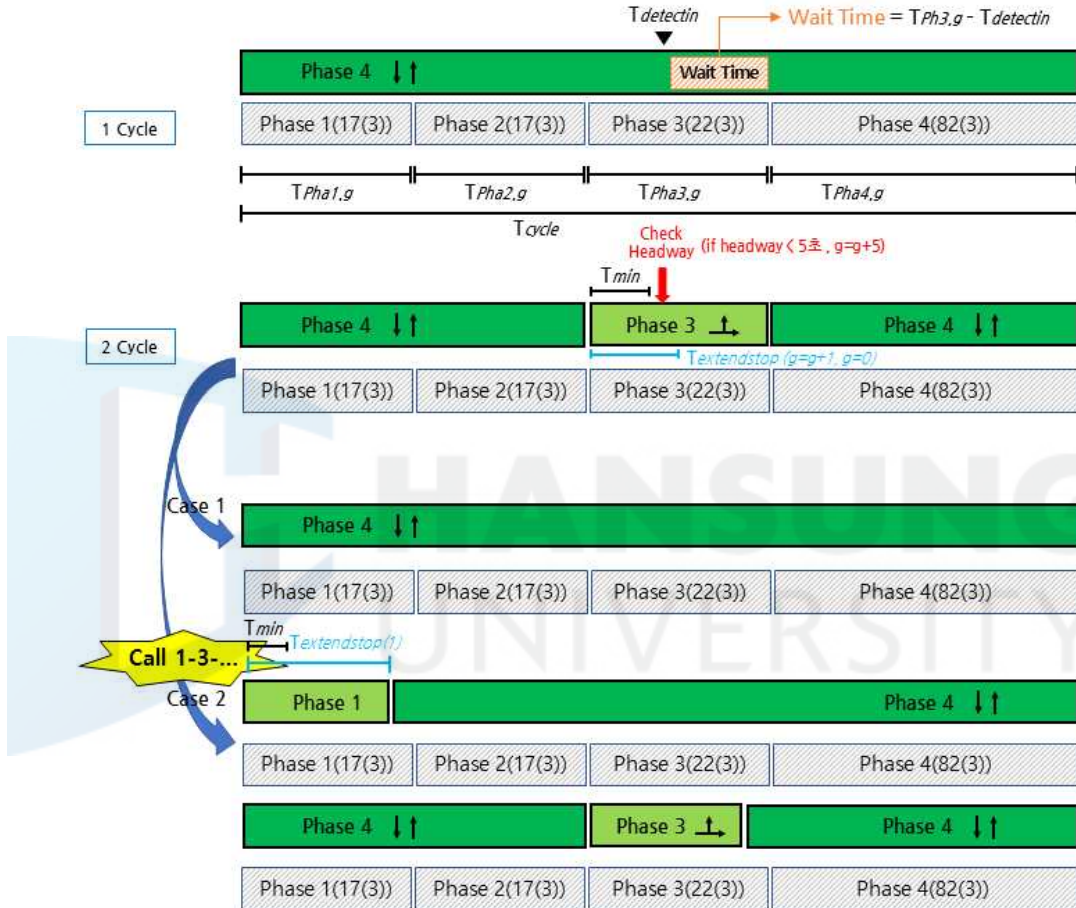 Tdetectin
Wait Time = TPh3,g - Tdetectin
Phase 4 ↓↑
Wait Time
1 Cycle
Phase 1(17(3))
Phase 2(17(3))
Phase 3(22(3))
Phase 4(82(3))
TPha1,g
TPha2,g
TPha3,g
TPha4,g
Tcycle
Check
Headway (if headway < 5초 , g=g+5)
Tmin
2 Cycle
Phase 4 ↓↑
Phase 3
Phase 4 ↓↑
Textendstop (g=g+1, g=0)
Phase 1(17(3))
Phase 2(17(3))
Phase 3(22(3))
Phase 4(82(3))
HANSUNG
UNIVERSITY
Case 1
Phase 4 ↓↑
Phase 1(17(3))
Phase 2(17(3))
Phase 3(22(3))
Phase 4(82(3))
Tmin
Textendstop(1)
Call 1-3-...
Case 2
Phase 1
Phase 4 ↓↑
Phase 1(17(3))
Phase 2(17(3))
Phase 3(22(3))
Phase 4(82(3))
Phase 4 ↓↑
Phase 3
Phase 4 ↓↑
Phase 1(17(3))
Phase 2(17(3))
Phase 3(22(3))
Phase 4(82(3))